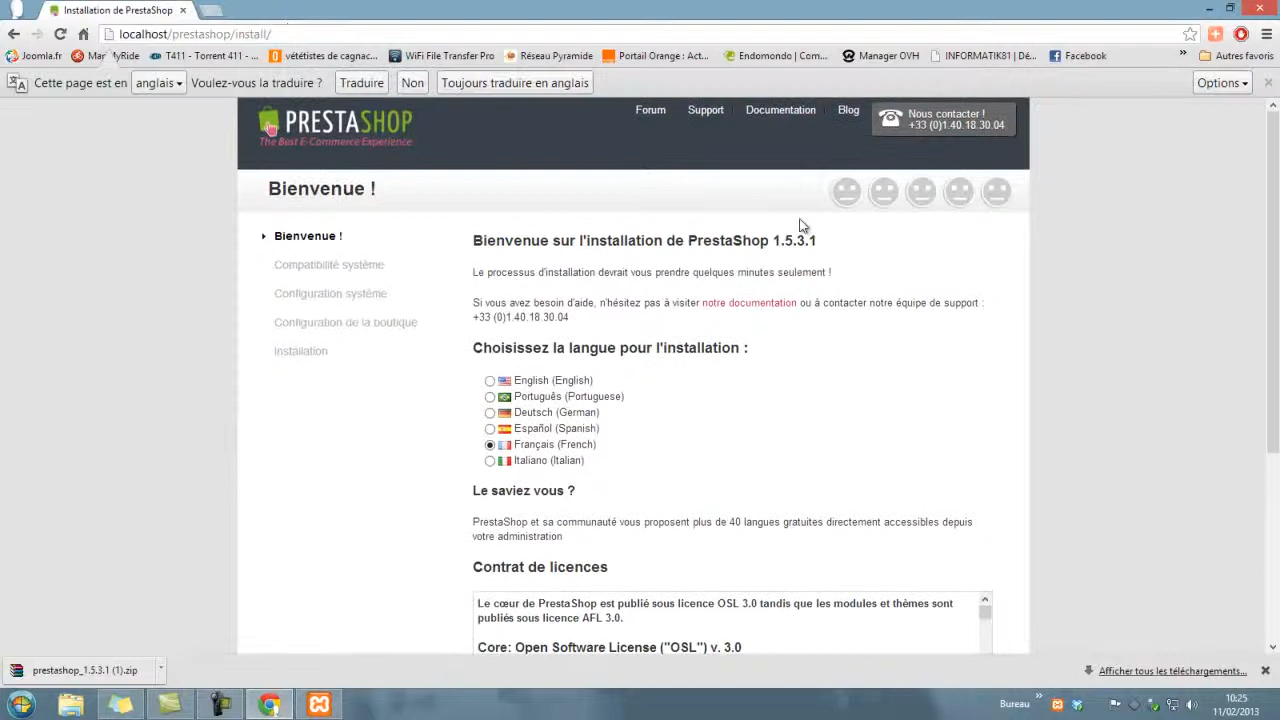 Installation de PrestaShop
localhost/prestashop/install/
Joomla.fr
MapMyRide
T411 - Torrent 411 - ...
vététistes de cagnac...
WiFi File Transfer Pro
Réseau Pyramide
Portail Orange : Act...
Endomondo | Com...
Manager OVH
INFORMATIK81 | Dé...
Facebook
Autres favoris
Cette page est en
anglais
Voulez-vous la traduire ?
Traduire
Non
Toujours traduire en anglais
Options
PRESTASHOP
The Best E-Commerce Experience
Forum
Support
Documentation
Blog
Nous contacter !
+33 (0)1.40.18.30.04
Bienvenue !
Bienvenue !
Compatibilité système
Configuration système
Configuration de la boutique
Installation
Bienvenue sur l'installation de PrestaShop 1.5.3.1
Le processus d'installation devrait vous prendre quelques minutes seulement !
Si vous avez besoin d'aide, n'hésitez pas à visiter notre documentation ou à contacter notre équipe de support :
+33 (0)1.40.18.30.04
Choisissez la langue pour l'installation :
English (English)
Português (Portuguese)
Deutsch (German)
Español (Spanish)
Français (French)
Italiano (Italian)
Le saviez vous ?
PrestaShop et sa communauté vous proposent plus de 40 langues gratuites directement accessibles depuis
votre administration
Contrat de licences
Le cœur de PrestaShop est publié sous licence OSL 3.0 tandis que les modules et thèmes sont
publiés sous licence AFL 3.0.
Core: Open Software License ("OSL") v. 3.0
prestashop_1.5.3.1 (1).zip
Afficher tous les téléchargements...
Bureau
10:25
11/02/2013